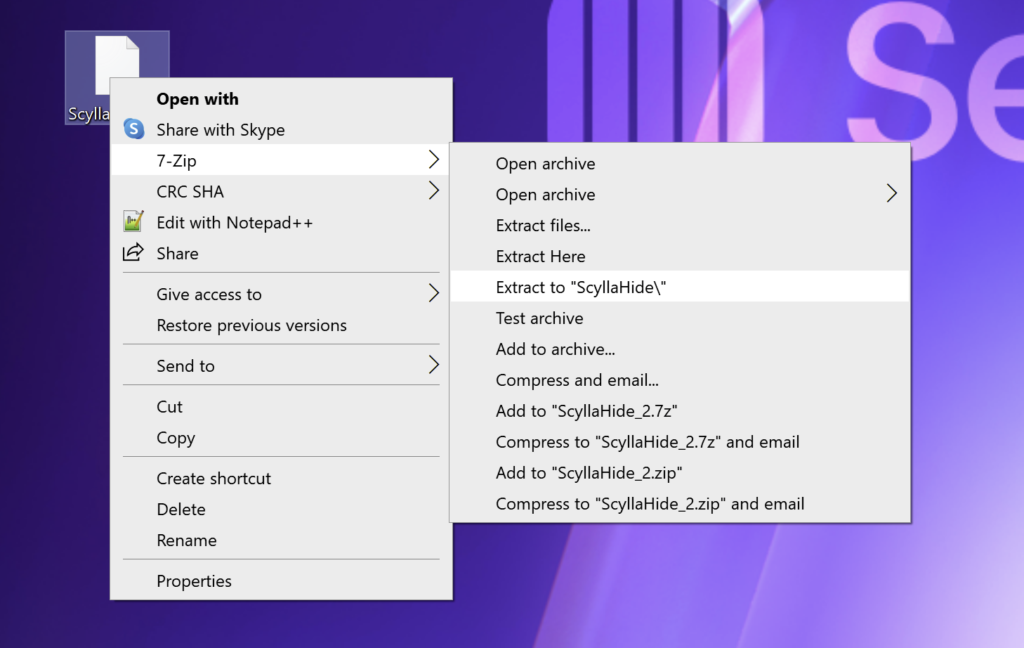 Scylla
Open with
Share with Skype
7-Zip
CRC SHA
Edit with Notepad++
Share
Give access to
Restore previous versions
Send to
Cut
Copy
Create shortcut
Delete
Rename
Properties
Open archive
Open archive
Extract files...
Extract Here
Extract to "ScyllaHide\"
Test archive
Add to archive...
Compress and email...
Add to "ScyllaHide_2.7z"
Compress to "ScyllaHide_2.7z" and email
Add to "ScyllaHide_2.zip"
Compress to "ScyllaHide_2.zip" and email
Se